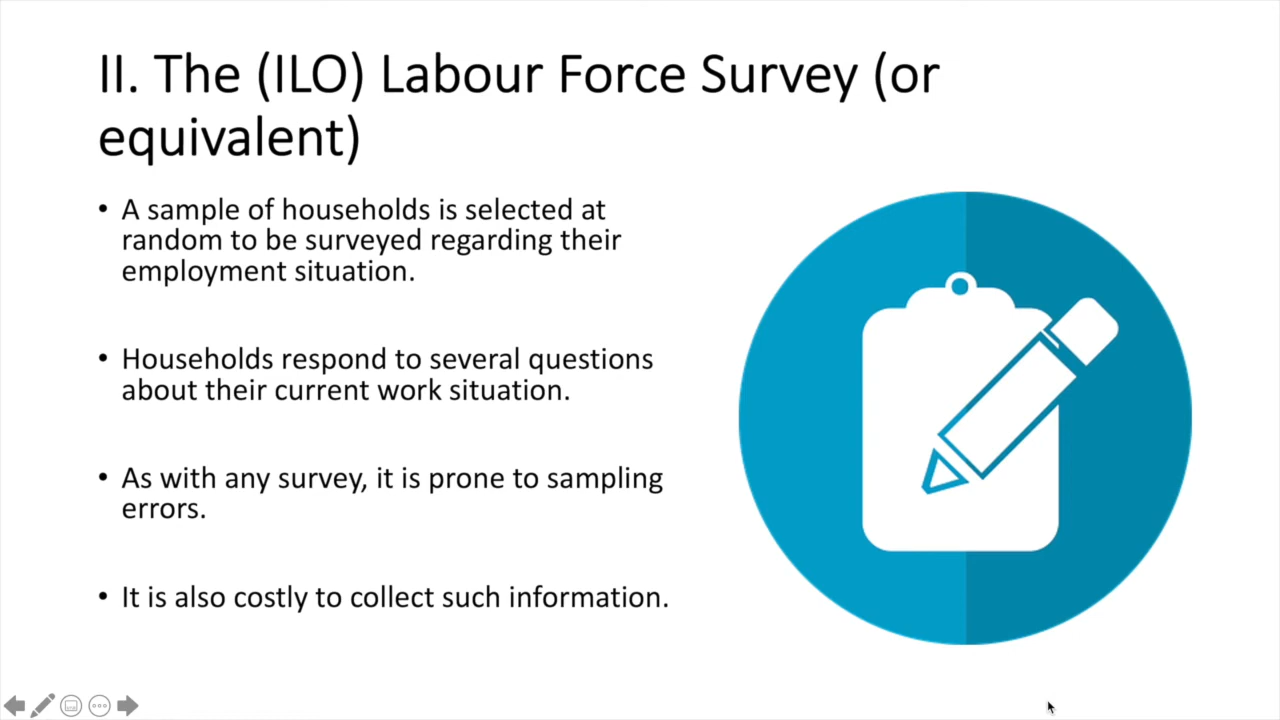 II. The (ILO) Labour Force Survey (or
equivalent)
• A sample of households is selected at
random to be surveyed regarding their
employment situation.
• Households respond to several questions
about their current work situation.
• As with any survey, it is prone to sampling
errors.
• It is also costly to collect such information.